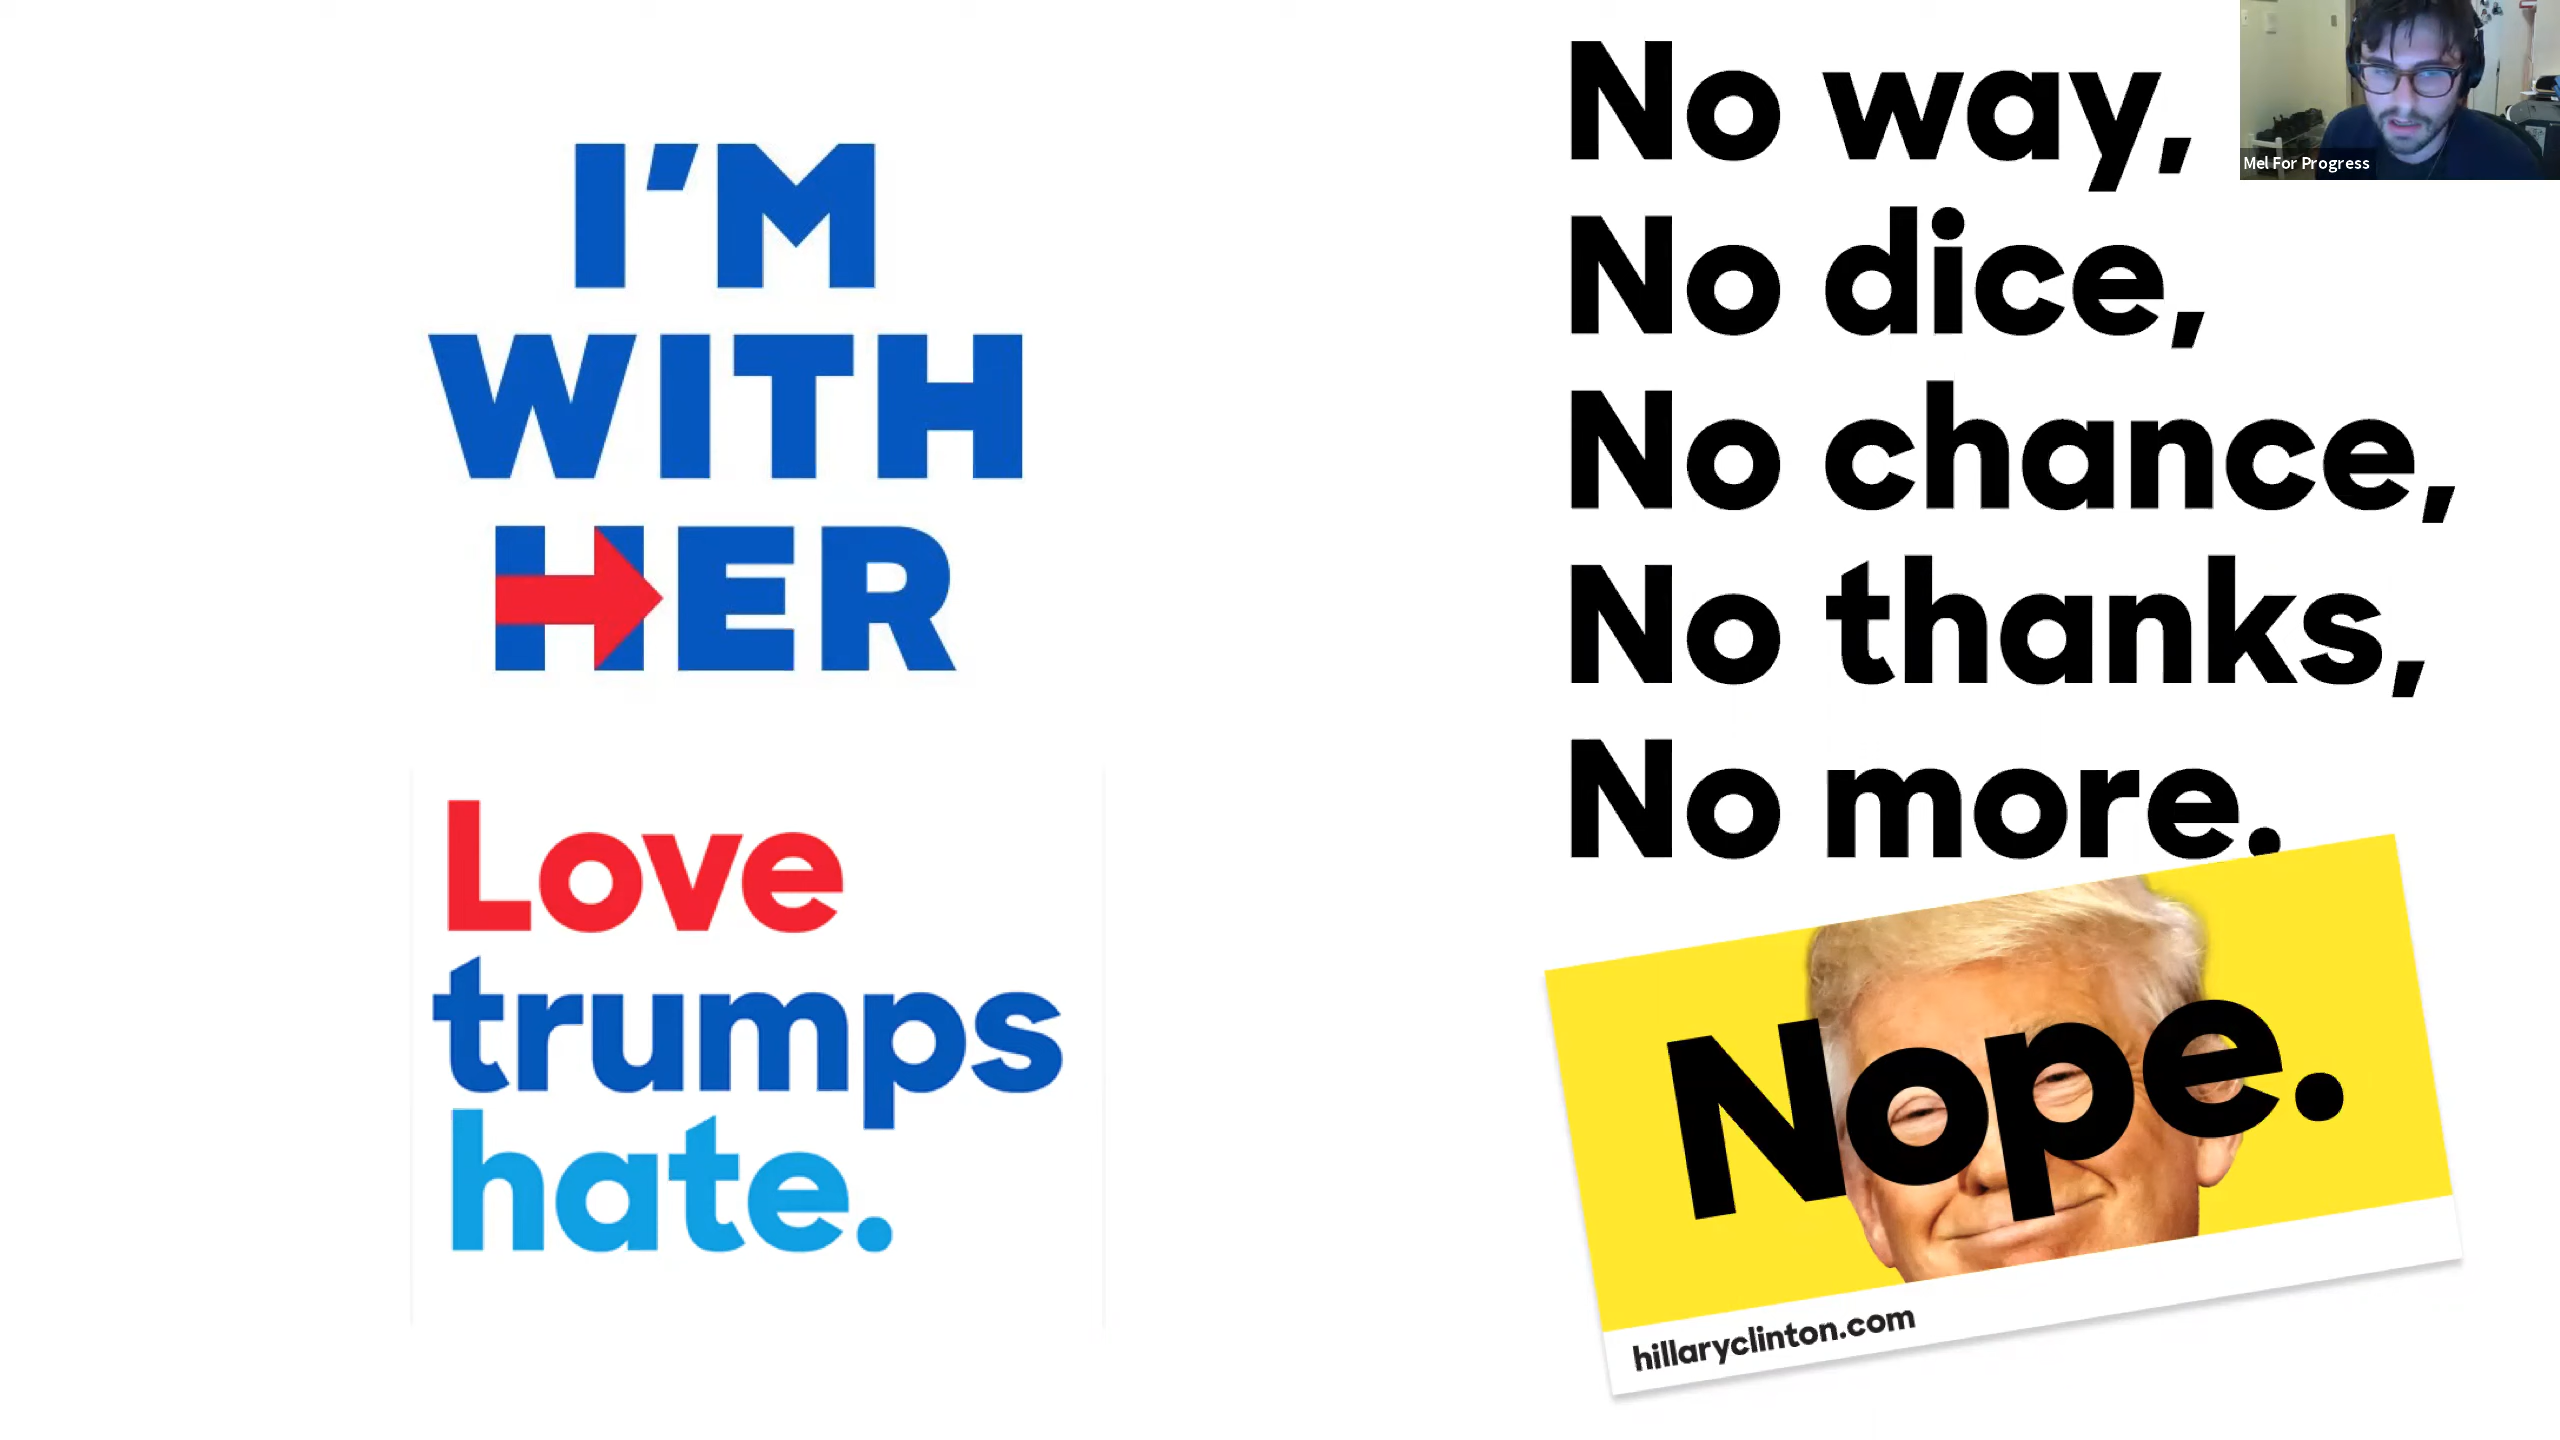 I’M
WITH
HER
Love
trumps
hate.
No way,
No dice,
No chance,
No thanks,
No more.
Nope.
hillaryclinton.com
Mel For Progress